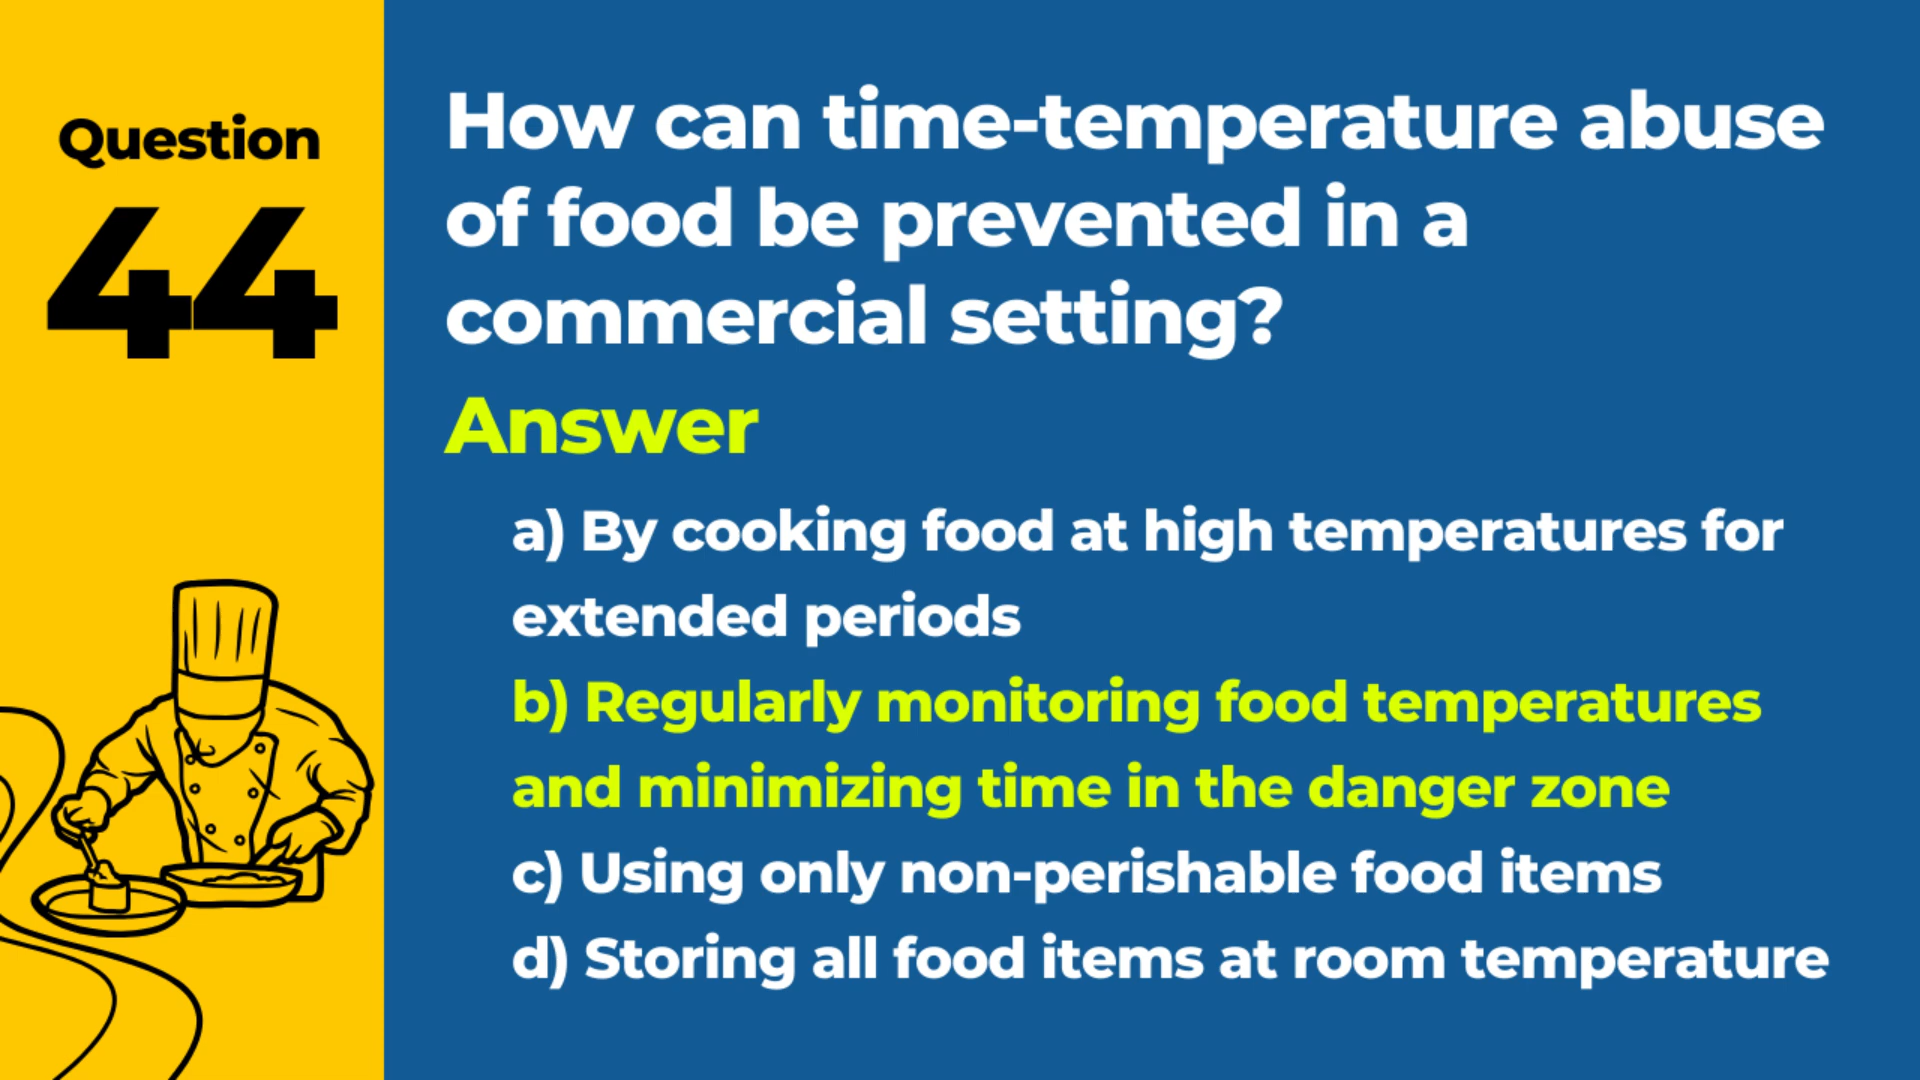 Question
44
How can time-temperature abuse
of food be prevented in a
commercial setting?
Answer
a) By cooking food at high temperatures for
extended periods
b) Regularly monitoring food temperatures
and minimizing time in the danger zone
c) Using only non-perishable food items
d) Storing all food items at room temperature